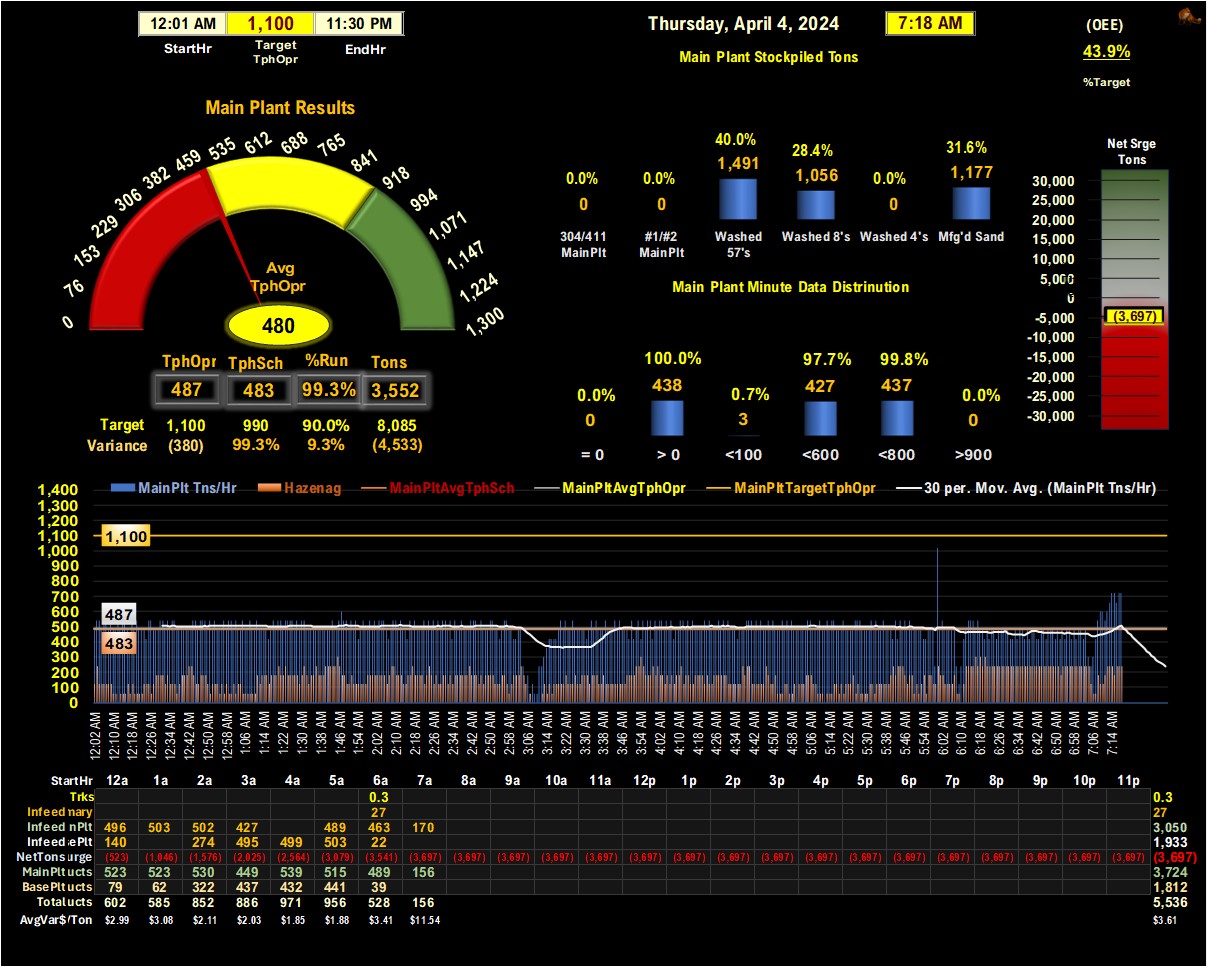 12:01 AM 1,100 11:30 PM
StartHr Target TphOpr EndHr
Thursday, April 4, 2024 7:18 AM
Main Plant Stockpiled Tons
(OEE)
43.9%
%Target
Main Plant Results
0 76 153 229 306 382 459 535 612 688 765 841 918 994 1,071 1,147 1,224 1,300
Avg
TphOpr
480
TphOpr TphSch %Run Tons
487 483 99.3% 3,552
Target 1,100 990 90.0% 8,085
Variance (380) 99.3% 9.3% (4,533)
0.0% 0.0% 40.0% 28.4% 0.0% 31.6%
0 0 1,491 1,056 0 1,177
304/411 MainPlt #1/#2 MainPlt Washed 57's Washed 8's Washed 4's Mfg'd Sand
Main Plant Minute Data Distrinution
0.0% 100.0% 0.7% 97.7% 99.8% 0.0%
0 438 3 427 437 0
= 0 > 0 <100 <600 <800 >900
Net Srge
Tons
30,000
25,000
20,000
15,000
10,000
5,000
0
-5,000
(3,697)
-10,000
-15,000
-20,000
-25,000
-30,000
MainPlt Tns/Hr Hazenag MainPltAvgTphSch MainPltAvgTphOpr MainPltTargetTphOpr 30 per. Mov. Avg. (MainPlt Tns/Hr)
1,400
1,300
1,200
1,100
1,000
900
800
700
600
500
400
300
200
100
0
1,100
487
483
12:02 AM 12:10 AM 12:18 AM 12:26 AM 12:34 AM 12:42 AM 12:50 AM 12:58 AM 1:06 AM 1:14 AM 1:22 AM 1:30 AM 1:38 AM 1:46 AM 1:54 AM 2:02 AM 2:10 AM 2:18 AM 2:26 AM 2:34 AM 2:42 AM 2:50 AM 2:58 AM 3:06 AM 3:14 AM 3:22 AM 3:30 AM 3:38 AM 3:46 AM 3:54 AM 4:02 AM 4:10 AM 4:18 AM 4:26 AM 4:34 AM 4:42 AM 4:50 AM 4:58 AM 5:06 AM 5:14 AM 5:22 AM 5:30 AM 5:38 AM 5:46 AM 5:54 AM 6:02 AM 6:10 AM 6:18 AM 6:26 AM 6:34 AM 6:42 AM 6:50 AM 6:58 AM 7:06 AM 7:14 AM
StartHr 12a 1a 2a 3a 4a 5a 6a 7a 8a 9a 10a 11a 12p 1p 2p 3p 4p 5p 6p 7p 8p 9p 10p 11p
Trks 0.3 0.3
Infeed mary 27 27
Infeed nPlt 496 503 502 427 489 463 170 3,050
Infeed ePlt 140 274 495 499 503 22 1,933
NetTons urge (523) (1,046) (1,576) (2,025) (2,564) (3,079) (3,541) (3,697) (3,697) (3,697) (3,697) (3,697) (3,697) (3,697) (3,697) (3,697) (3,697) (3,697) (3,697) (3,697) (3,697) (3,697) (3,697) (3,697) (3,697)
MainPlt ucts 523 523 530 449 539 515 489 156 3,724
BasePlt ucts 79 62 322 437 432 441 39 1,812
Total ucts 602 585 852 886 971 956 528 156 5,536
AvgVar$/Ton $2.99 $3.08 $2.11 $2.03 $1.85 $1.88 $3.41 $11.54 $3.61